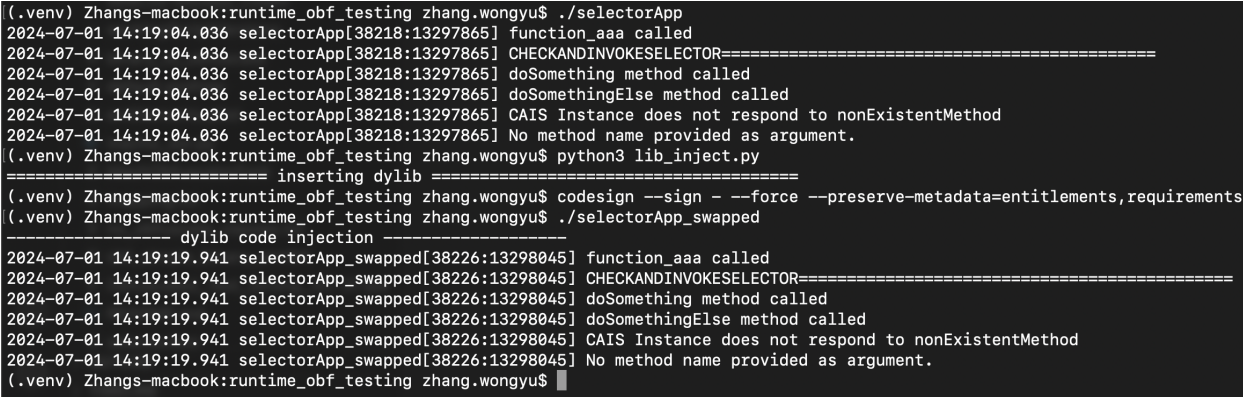 (.venv) Zhangs-macbook:runtime_obf_testing zhang.wongyu$ ./selectorApp
2024-07-01 14:19:04.036 selectorApp[38218:13297865] function_aaa called
2024-07-01 14:19:04.036 selectorApp[38218:13297865] CHECKANDINVOKESELECTOR=============================================
2024-07-01 14:19:04.036 selectorApp[38218:13297865] doSomething method called
2024-07-01 14:19:04.036 selectorApp[38218:13297865] doSomethingElse method called
2024-07-01 14:19:04.036 selectorApp[38218:13297865] CAIS Instance does not respond to nonExistentMethod
2024-07-01 14:19:04.036 selectorApp[38218:13297865] No method name provided as argument.
(.venv) Zhangs-macbook:runtime_obf_testing zhang.wongyu$ python3 lib_inject.py
=========================== inserting dylib ======================================
(.venv) Zhangs-macbook:runtime_obf_testing zhang.wongyu$ codesign --sign - --force --preserve-metadata=entitlements,requirements
(.venv) Zhangs-macbook:runtime_obf_testing zhang.wongyu$ ./selectorApp_swapped
----------------- dylib code injection -------------------
2024-07-01 14:19:19.941 selectorApp_swapped[38226:13298045] function_aaa called
2024-07-01 14:19:19.941 selectorApp_swapped[38226:13298045] CHECKANDINVOKESELECTOR=============================================
2024-07-01 14:19:19.941 selectorApp_swapped[38226:13298045] doSomething method called
2024-07-01 14:19:19.941 selectorApp_swapped[38226:13298045] doSomethingElse method called
2024-07-01 14:19:19.941 selectorApp_swapped[38226:13298045] CAIS Instance does not respond to nonExistentMethod
2024-07-01 14:19:19.941 selectorApp_swapped[38226:13298045] No method name provided as argument.
(.venv) Zhangs-macbook:runtime_obf_testing zhang.wongyu$